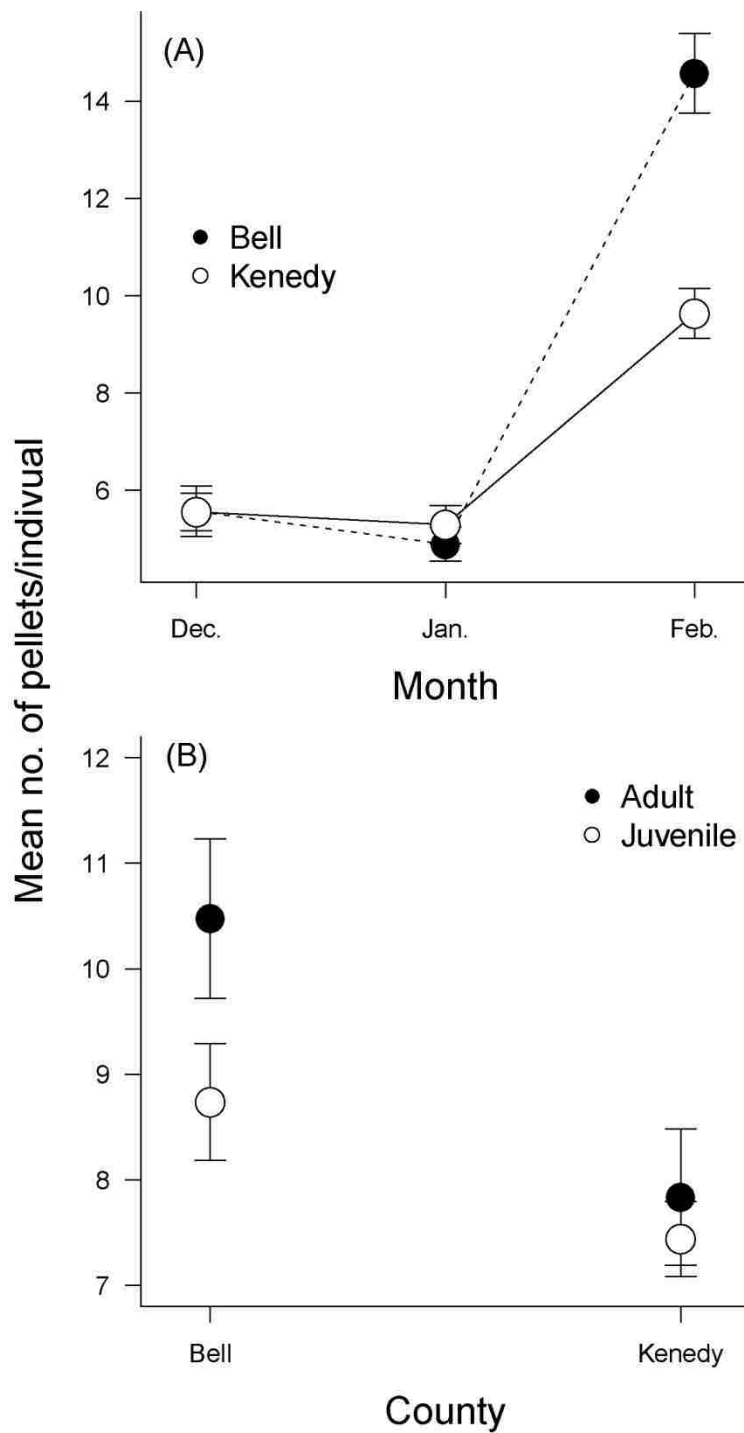 (A)
14
12
10
8
6
Bell
Kenedy
Dec. Jan. Feb.
Month
Mean no. of pellets/indivual
(B)
12
11
10
9
8
7
Adult
Juvenile
Bell Kenedy
County